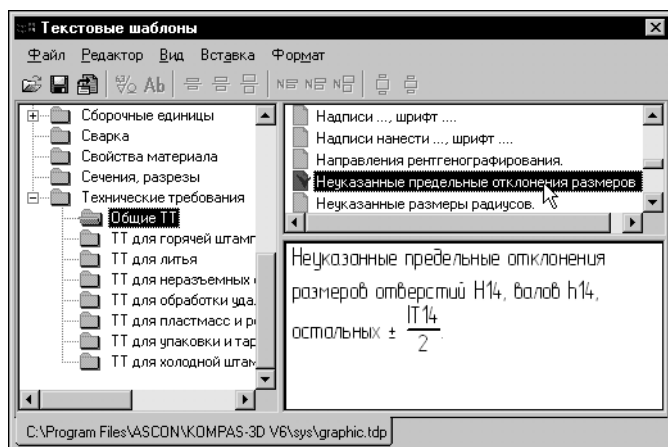 Текстовые шаблоны
Файл Редактор Вид Вставка Формат
Сборочные единицы
Сварка
Свойства материала
Сечения, разрезы
Технические требования
Общие ТТ
ТТ для горячей штамп
ТТ для литья
ТТ для неразъемных
ТТ для обработки уда.
ТТ для пластмасс и р
ТТ для упаковки и тар
ТТ для холодной штам
Надписи ..., шрифт ....
Надписи нанести ..., шрифт ....
Направления рентгенографирования.
Неуказанные предельные отклонения размеров
Неуказанные размеры радиусов.
Неуказанные предельные отклонения
размеров отверстий H14, валов h14,
остальных ± IT14
2 .
C:\Program Files\ASCON\KOMPAS-3D V6\sys\graphic.tdp